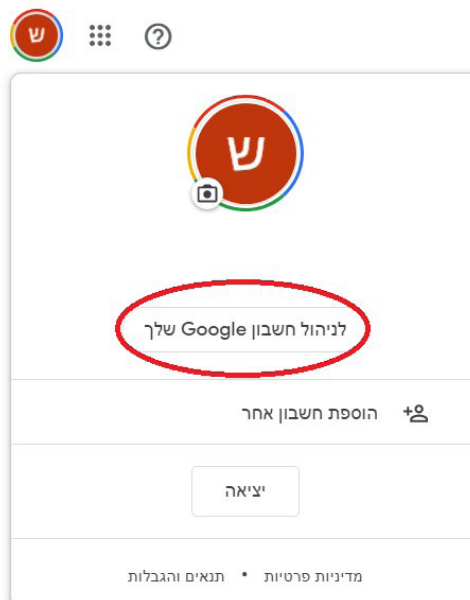 ש
ש
לניהול חשבון Google שלך
הוספת חשבון אחר
יציאה
מדיניות פרטיות • תנאים והגבלות